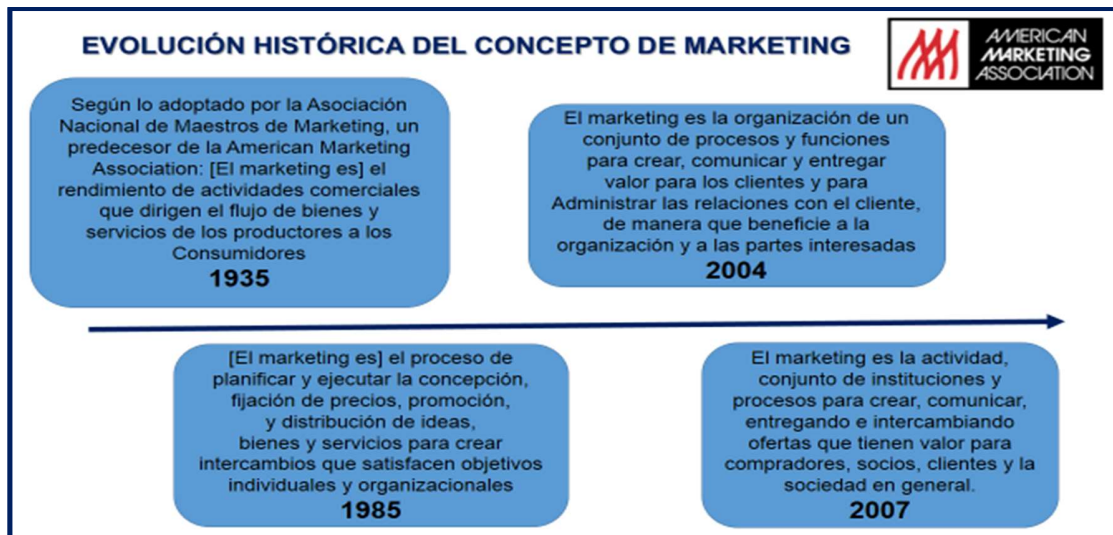 EVOLUCIÓN HISTÓRICA DEL CONCEPTO DE MARKETING
AMERICAN
MARKETING
ASSOCIATION
Según lo adoptado por la Asociación
Nacional de Maestros de Marketing, un
predecesor de la American Marketing
Association: [El marketing es] el
rendimiento de actividades comerciales
que dirigen el flujo de bienes y
servicios de los productores a los
Consumidores
1935
El marketing es la organización de un
conjunto de procesos y funciones
para crear, comunicar y entregar
valor para los clientes y para
Administrar las relaciones con el cliente,
de manera que beneficie a la
organización y a las partes interesadas
2004
[El marketing es] el proceso de
planificar y ejecutar la concepción,
fijación de precios, promoción,
y distribución de ideas,
bienes y servicios para crear
intercambios que satisfacen objetivos
individuales y organizacionales
1985
El marketing es la actividad,
conjunto de instituciones y
procesos para crear, comunicar,
entregando e intercambiando
ofertas que tienen valor para
compradores, socios, clientes y la
sociedad en general.
2007